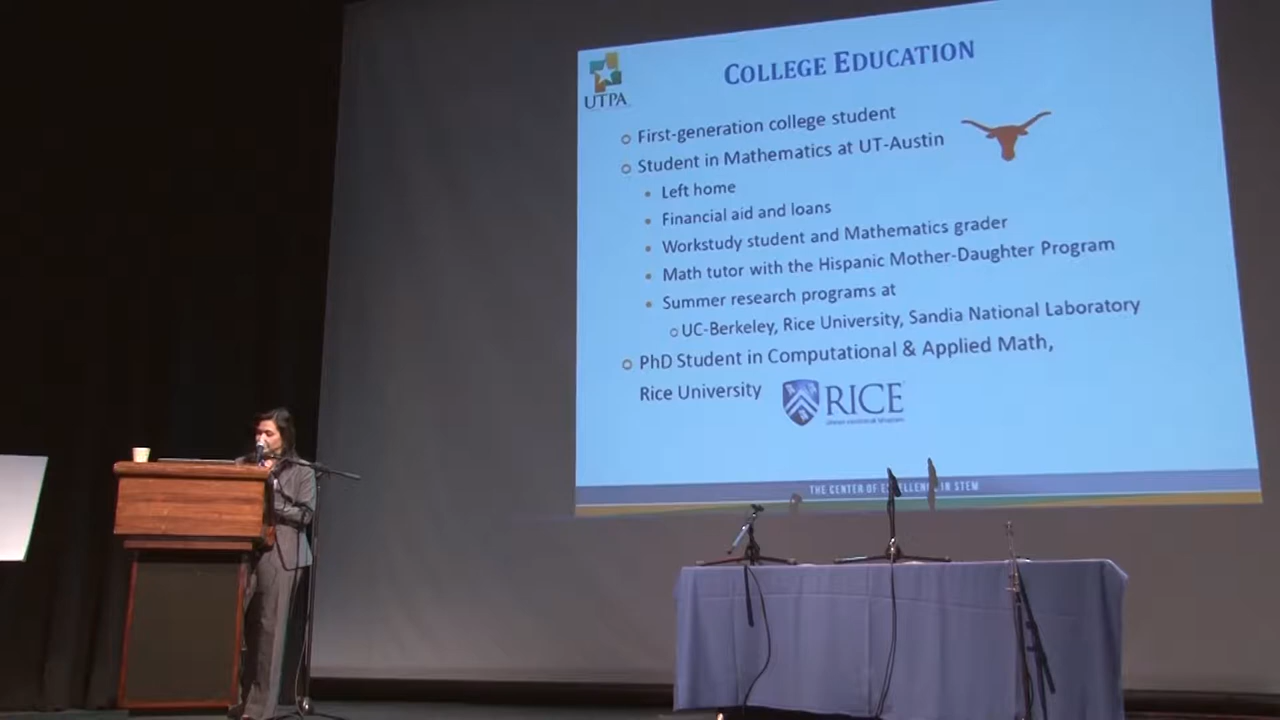 UTPA
COLLEGE EDUCATION
First-generation college student
Student in Mathematics at UT-Austin
Left home
Financial aid and loans
Workstudy student and Mathematics grader
Math tutor with the Hispanic Mother-Daughter Program
Summer research programs at
UC-Berkeley, Rice University, Sandia National Laboratory
PhD Student in Computational & Applied Math,
Rice University
RICE
THE CENTER OF EXCELLENCE IN STEM